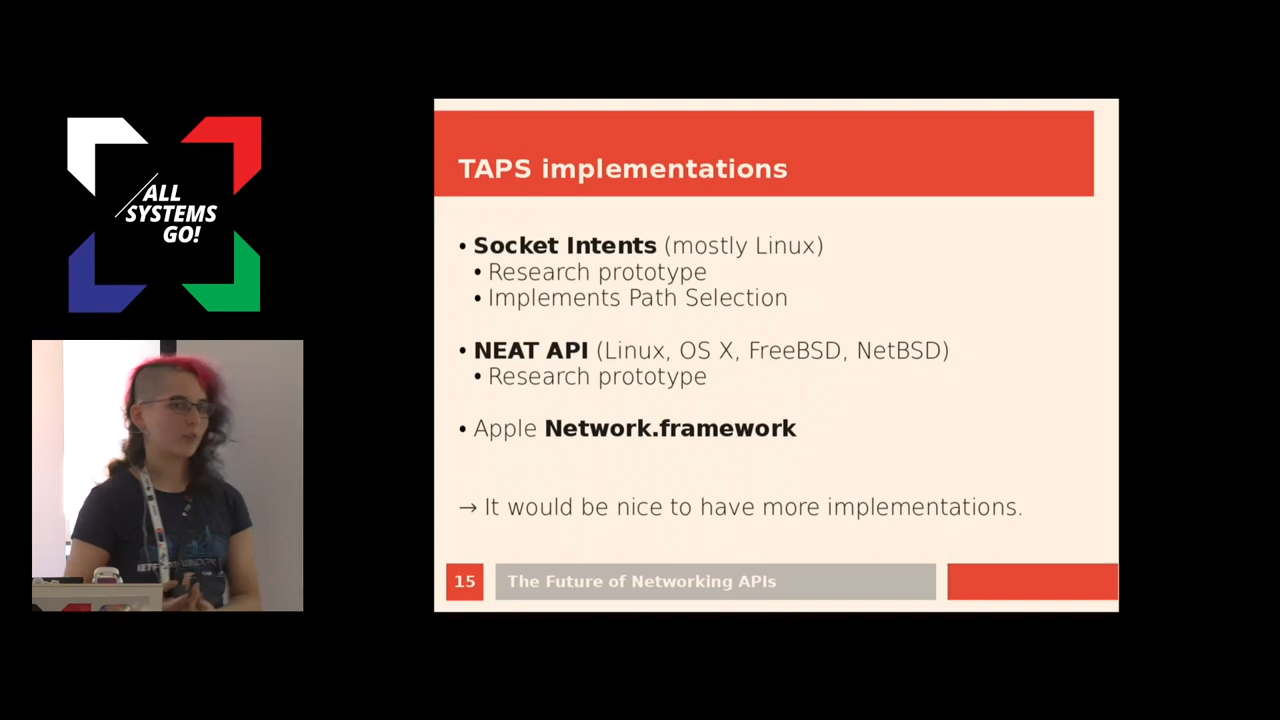 ALL
SYSTEMS
GO!
TAPS implementations
• Socket Intents (mostly Linux)
• Research prototype
• Implements Path Selection
• NEAT API (Linux, OS X, FreeBSD, NetBSD)
• Research prototype
• Apple Network.framework
→ It would be nice to have more implementations.
15
The Future of Networking APIs
IETF